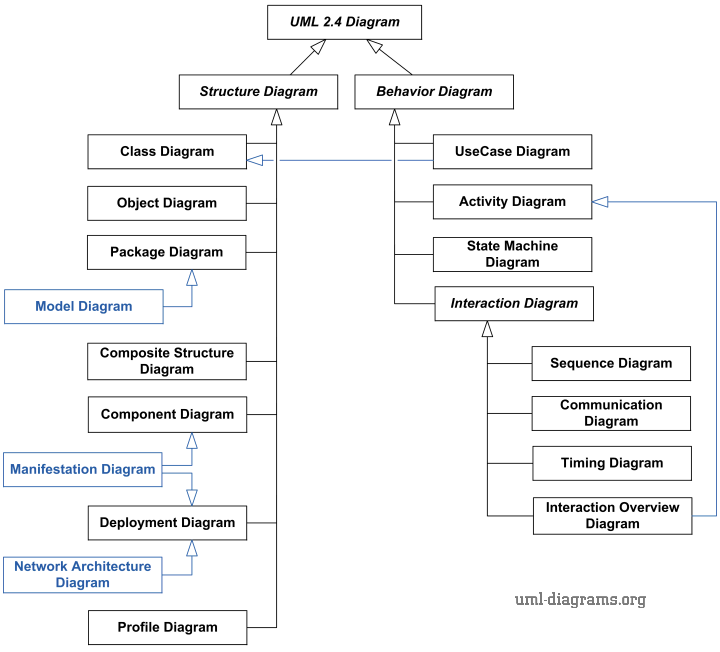 UML 2.4 Diagram
Structure Diagram
Behavior Diagram
Class Diagram
UseCase Diagram
Object Diagram
Activity Diagram
Package Diagram
State Machine
Diagram
Model Diagram
Interaction Diagram
Composite Structure
Diagram
Sequence Diagram
Component Diagram
Communication
Diagram
Manifestation Diagram
Timing Diagram
Deployment Diagram
Interaction Overview
Diagram
Network Architecture
Diagram
uml-diagrams.org
Profile Diagram